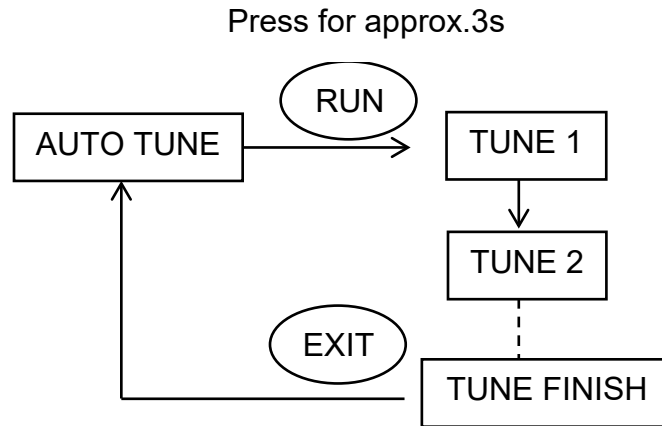 Press for approx.3s
RUN
AUTO TUNE
TUNE 1
TUNE 2
EXIT
TUNE FINISH